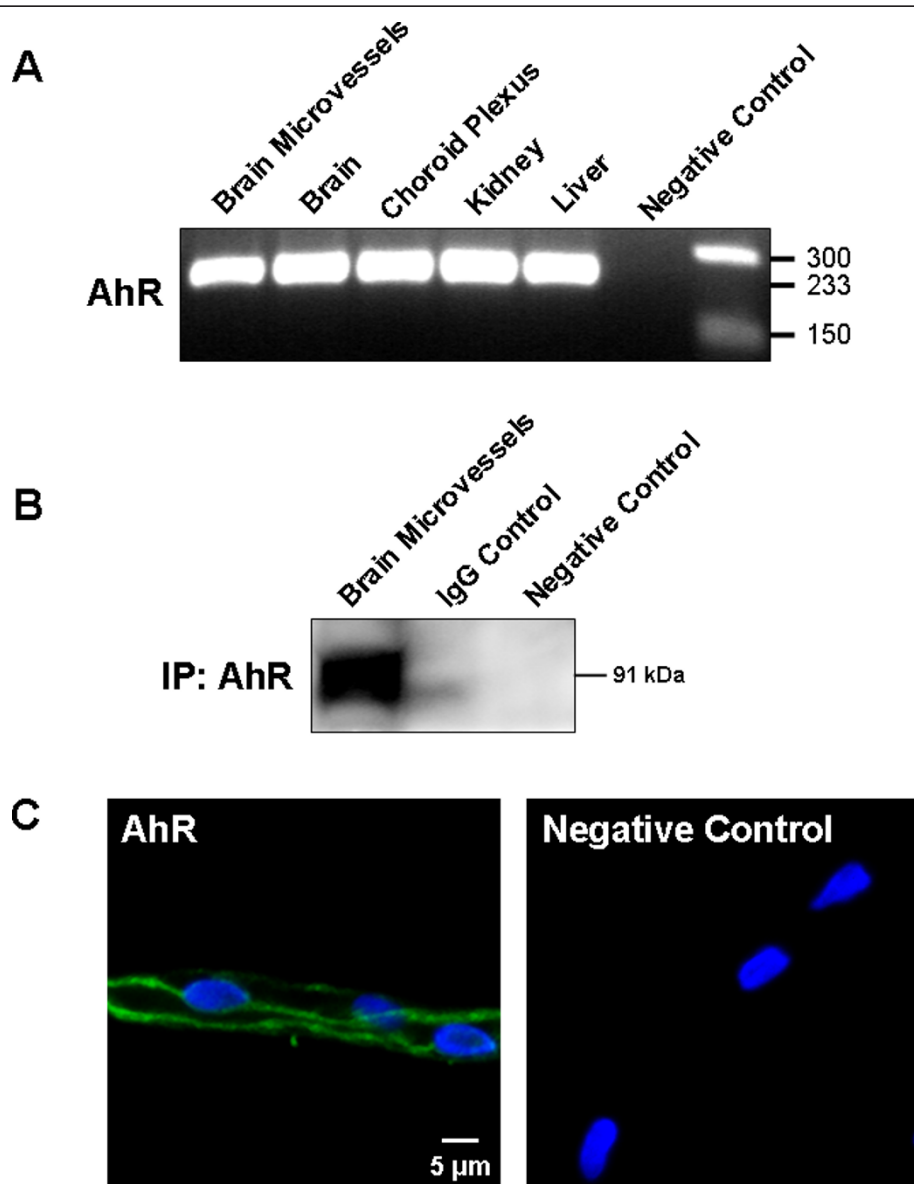 A
Brain Microvessels
Brain
Choroid Plexus
Kidney
Liver
Negative Control
AhR
300
233
150
B
Brain Microvessels
IgG Control
Negative Control
IP: AhR
91 kDa
C
AhR
5 µm
Negative Control